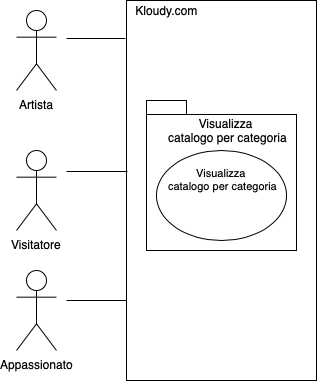 Kloudy.com
Artista
Visualizza
catalogo per categoria
Visualizza
catalogo per categoria
Visitatore
Appassionato